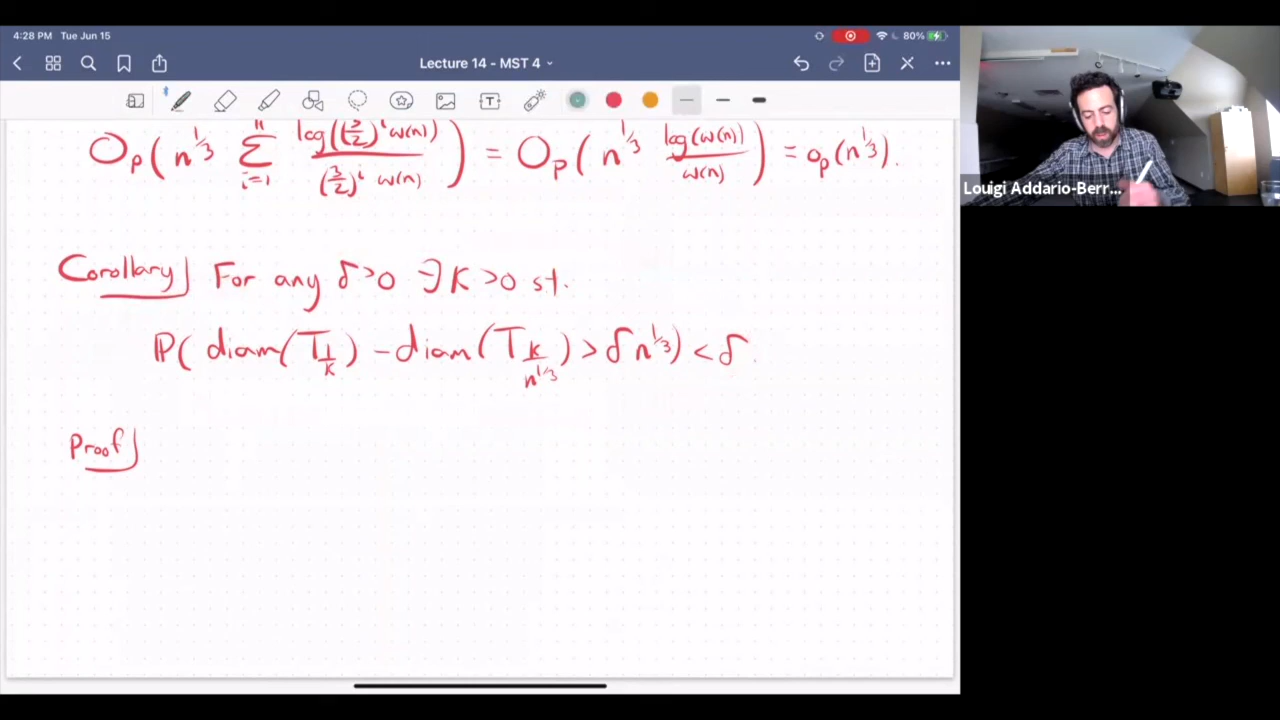 4:28 PM Tue Jun 15
80%
Lecture 14 - MST 4
O_p( n^{1/3} Σ_{i=1}^{n} log((3/2)^i ω(n)) / ((3/2)^i ω(n)) ) = O_p( n^{1/3} log(ω(n)) / ω(n) ) = o_p(n^{1/3}).
Louigi Addario-Berr...
Corollary] For any δ>0 ∃ K>0 st.
P( diam(T_{1/K}) - diam(T_{K/n^{1/3}}) > δ n^{1/3} ) < δ
Proof]